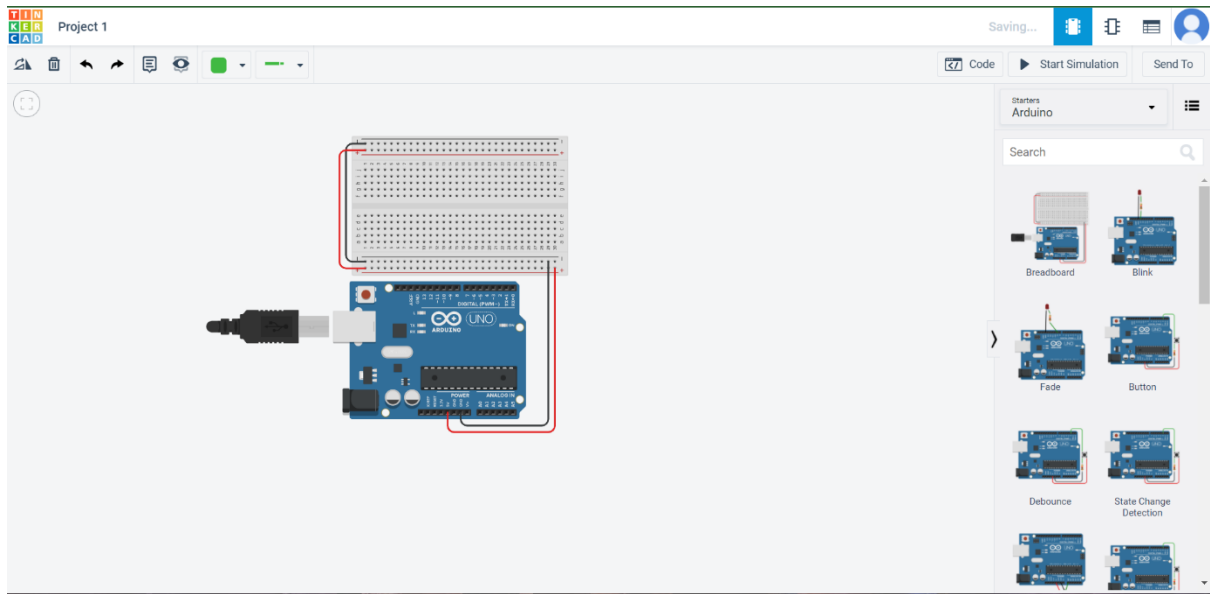 TIN
KER
CAD
Project 1
Saving...
Code
Start Simulation
Send To
Starters
Arduino
Search
Breadboard
Blink
Fade
Button
Debounce
State Change
Detection
DIGITAL (PWM~)
UNO
ARDUINO
POWER
ANALOG IN